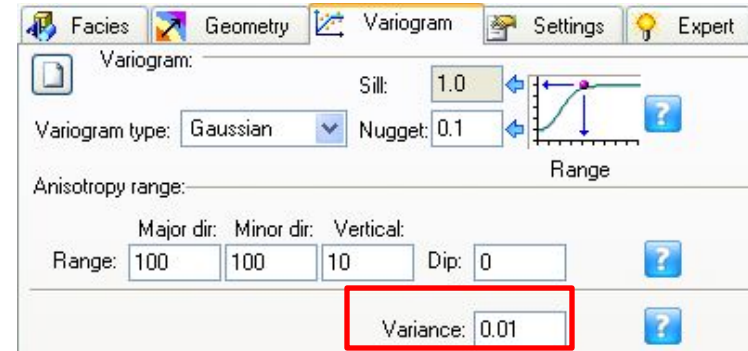 Facies Geometry Variogram Settings Expert
Variogram:
Sill: 1.0
Variogram type: Gaussian Nugget: 0.1
Range
Anisotropy range:
Major dir: Minor dir: Vertical:
Range: 100 100 10 Dip: 0
Variance: 0.01